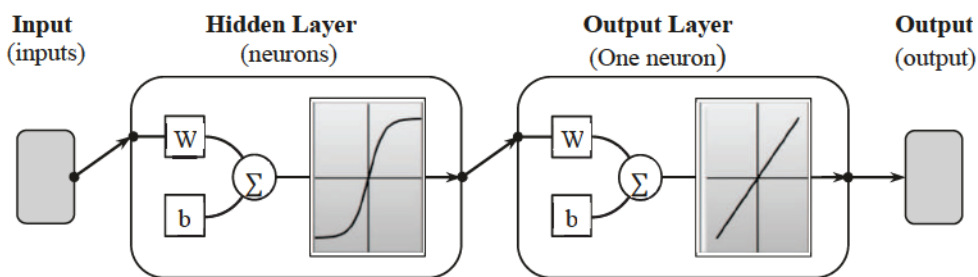 Input
(inputs)
Hidden Layer
(neurons)
Output Layer
(One neuron)
Output
(output)
W
b
Σ
W
b
Σ